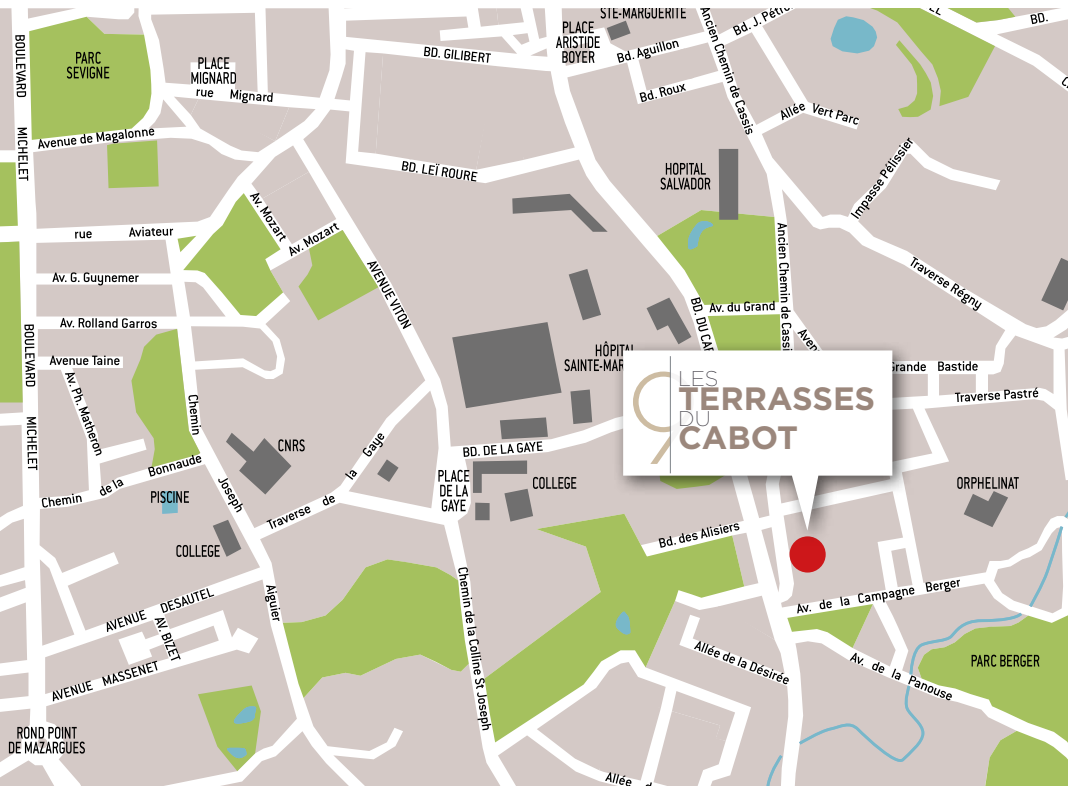 STE-MARGUERITE
PLACE
ARISTIDE
BOYER
Bd. Aguillon
Bd. J.
BD.
BOULEVARD
MICHELET
PARC
SEVIGNE
PLACE
MIGNARD
rue Mignard
BD. GILIBERT
Bd. Roux
Ancien Chemin de Cassis
Allée Vert Parc
Avenue de Magalonne
BD. LEÏ ROURE
HOPITAL
SALVADOR
Impasse Pélissier
Av. Mozart
Av. Mozart
rue Aviateur
Av. G. Guynemer
AVENUE VITON
Ancien Chemin de Cassis
Traverse Régny
Av. Rolland Garros
BD. DU
Av. du Grand
BOULEVARD
MICHELET
Avenue Taine
Av. Ph. Matheron
HÔPITAL
Grande Bastide
Traverse Pastré
LES
TERRASSES
DU
CABOT
9
Chemin
Joseph
Aiguier
CNRS
Traverse de la Gaye
BD. DE LA GAYE
PLACE
DE LA
GAYE
COLLEGE
ORPHELINAT
Chemin de la Bonnaude
PISCINE
COLLEGE
Bd. des Alisiers
Chemin de la Colline St Joseph
Av. de la Campagne Berger
AVENUE DESAUTEL
AV. BIZET
AVENUE MASSENET
Allée de la Désirée
Av. de la Panouse
PARC BERGER
ROND POINT
DE MAZARGUES
Allée